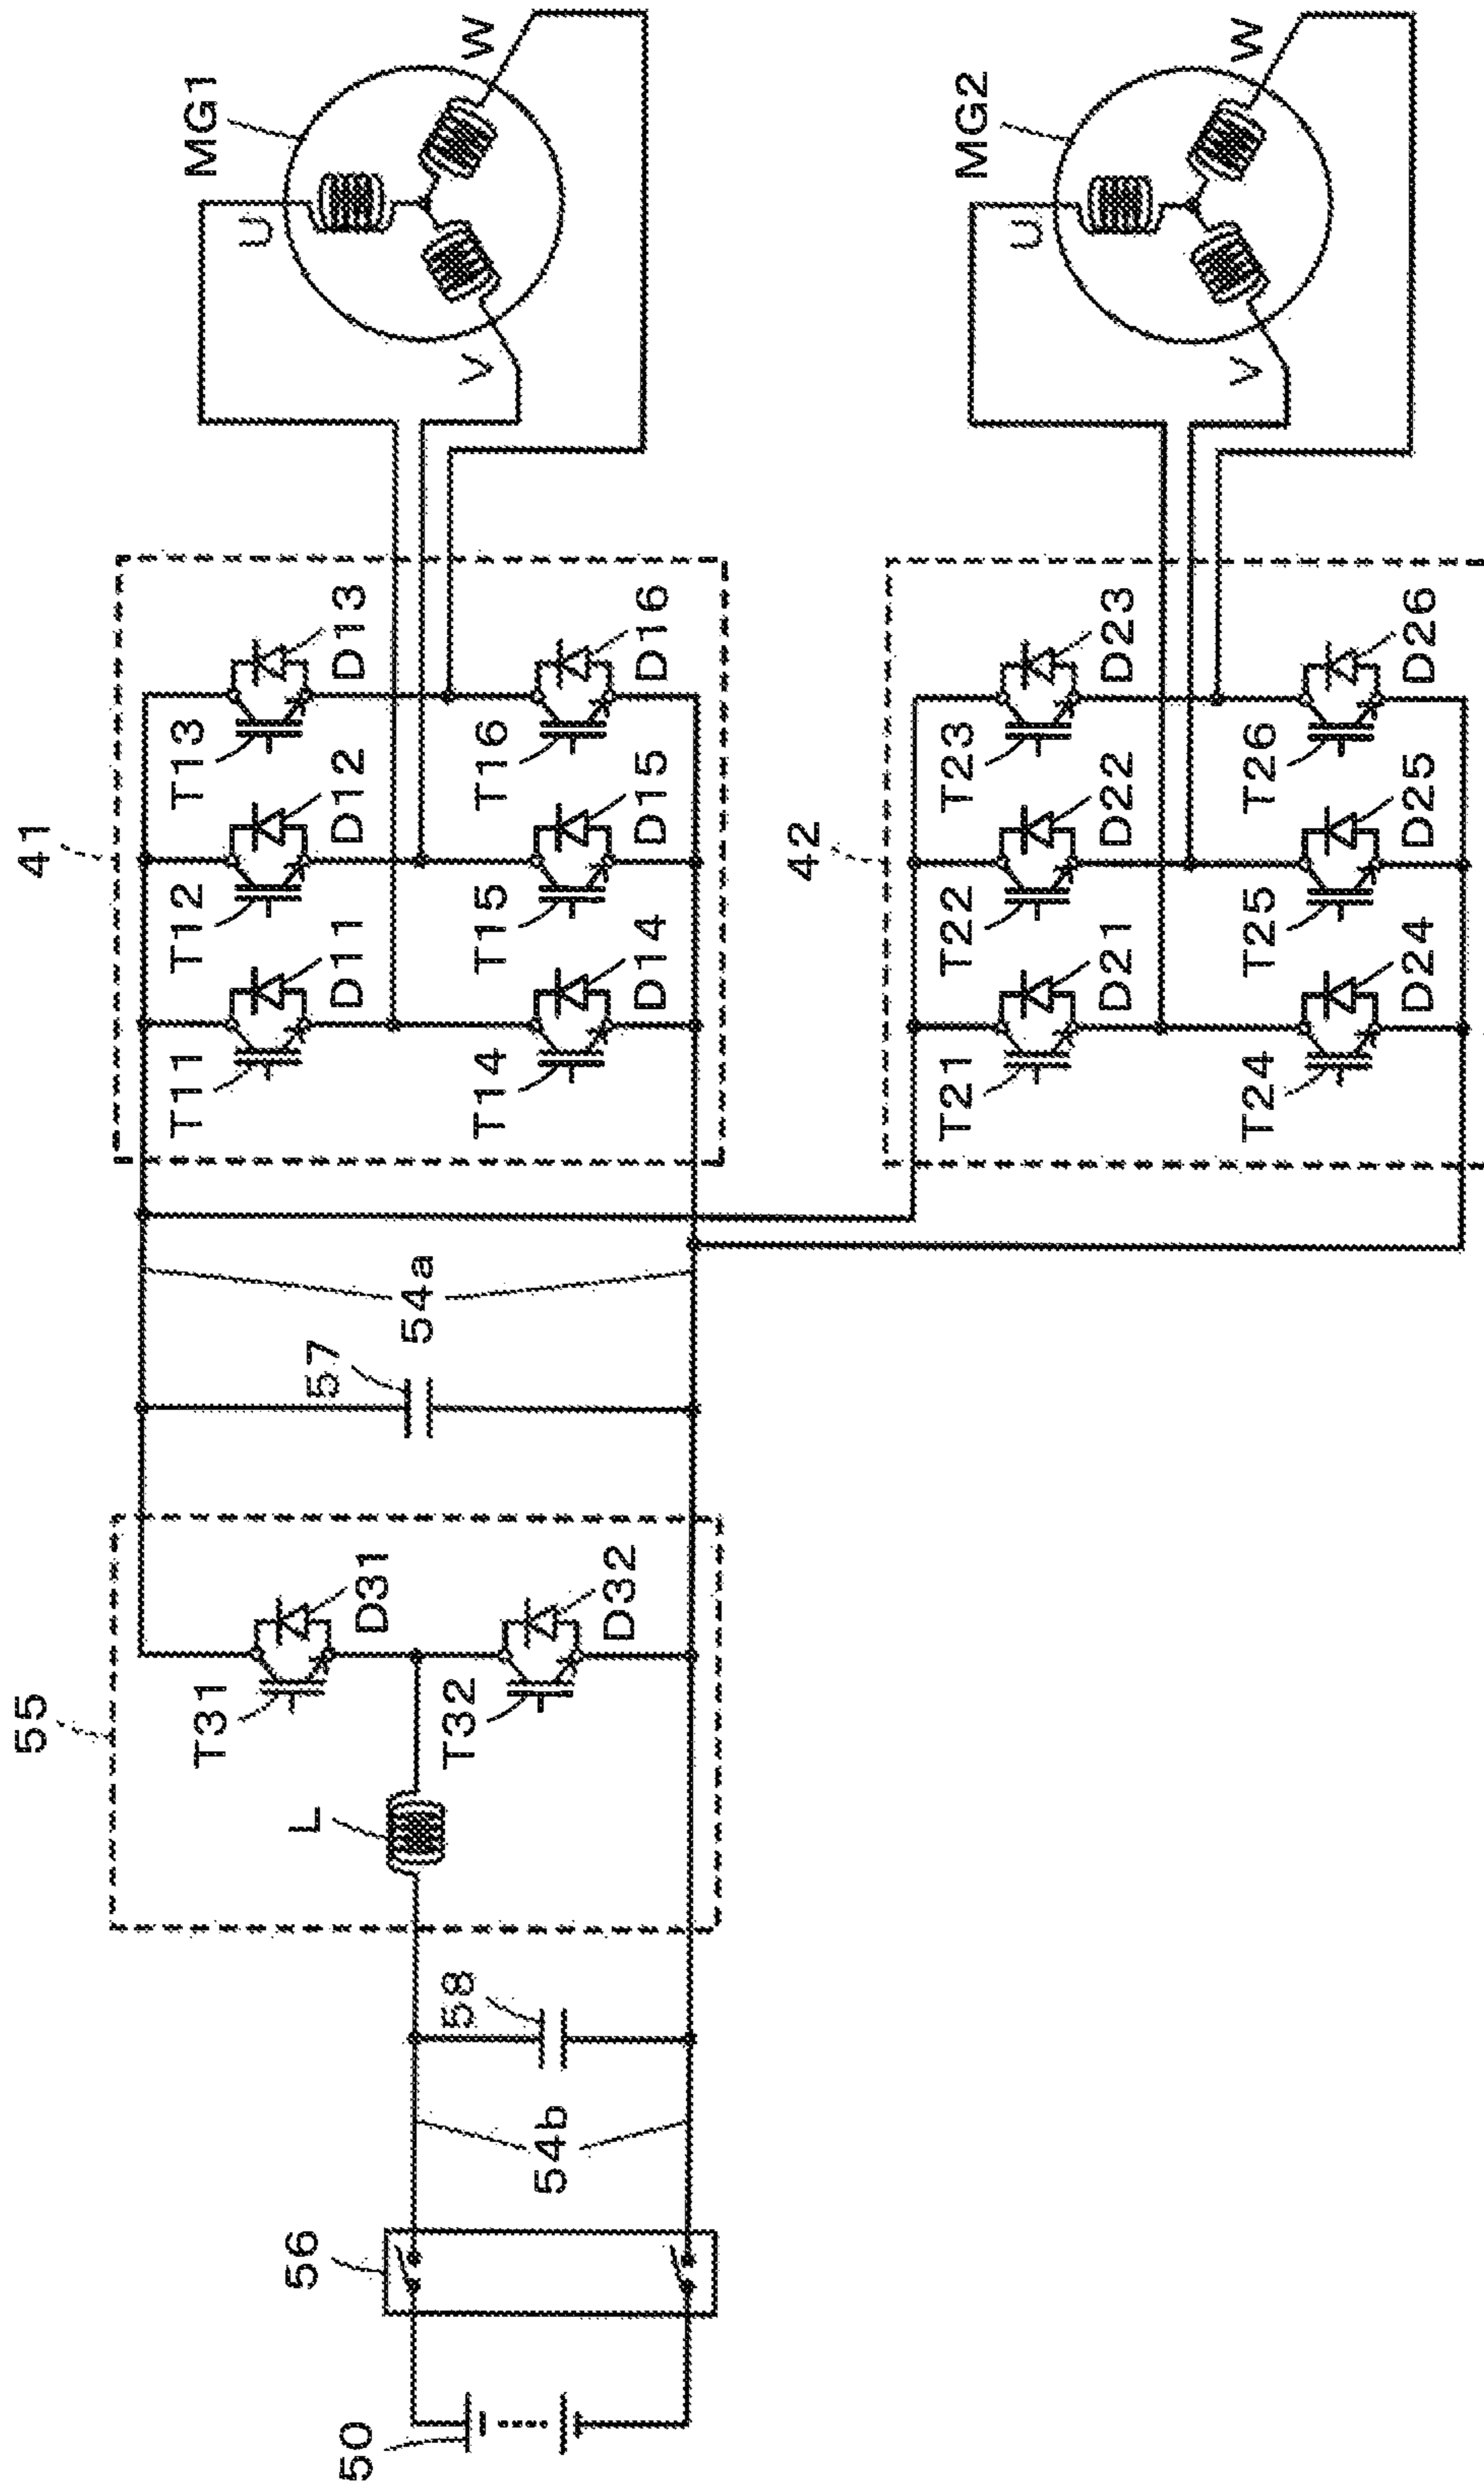 50
56
54b
58
55
L
T31
D31
T32
D32
57
54a
41
T11
D11
T12
D12
T13
D13
T14
D14
T15
D15
T16
D16
MG1
U
V
W
42
T21
D21
T22
D22
T23
D23
T24
D24
T25
D25
T26
D26
MG2
U
V
W